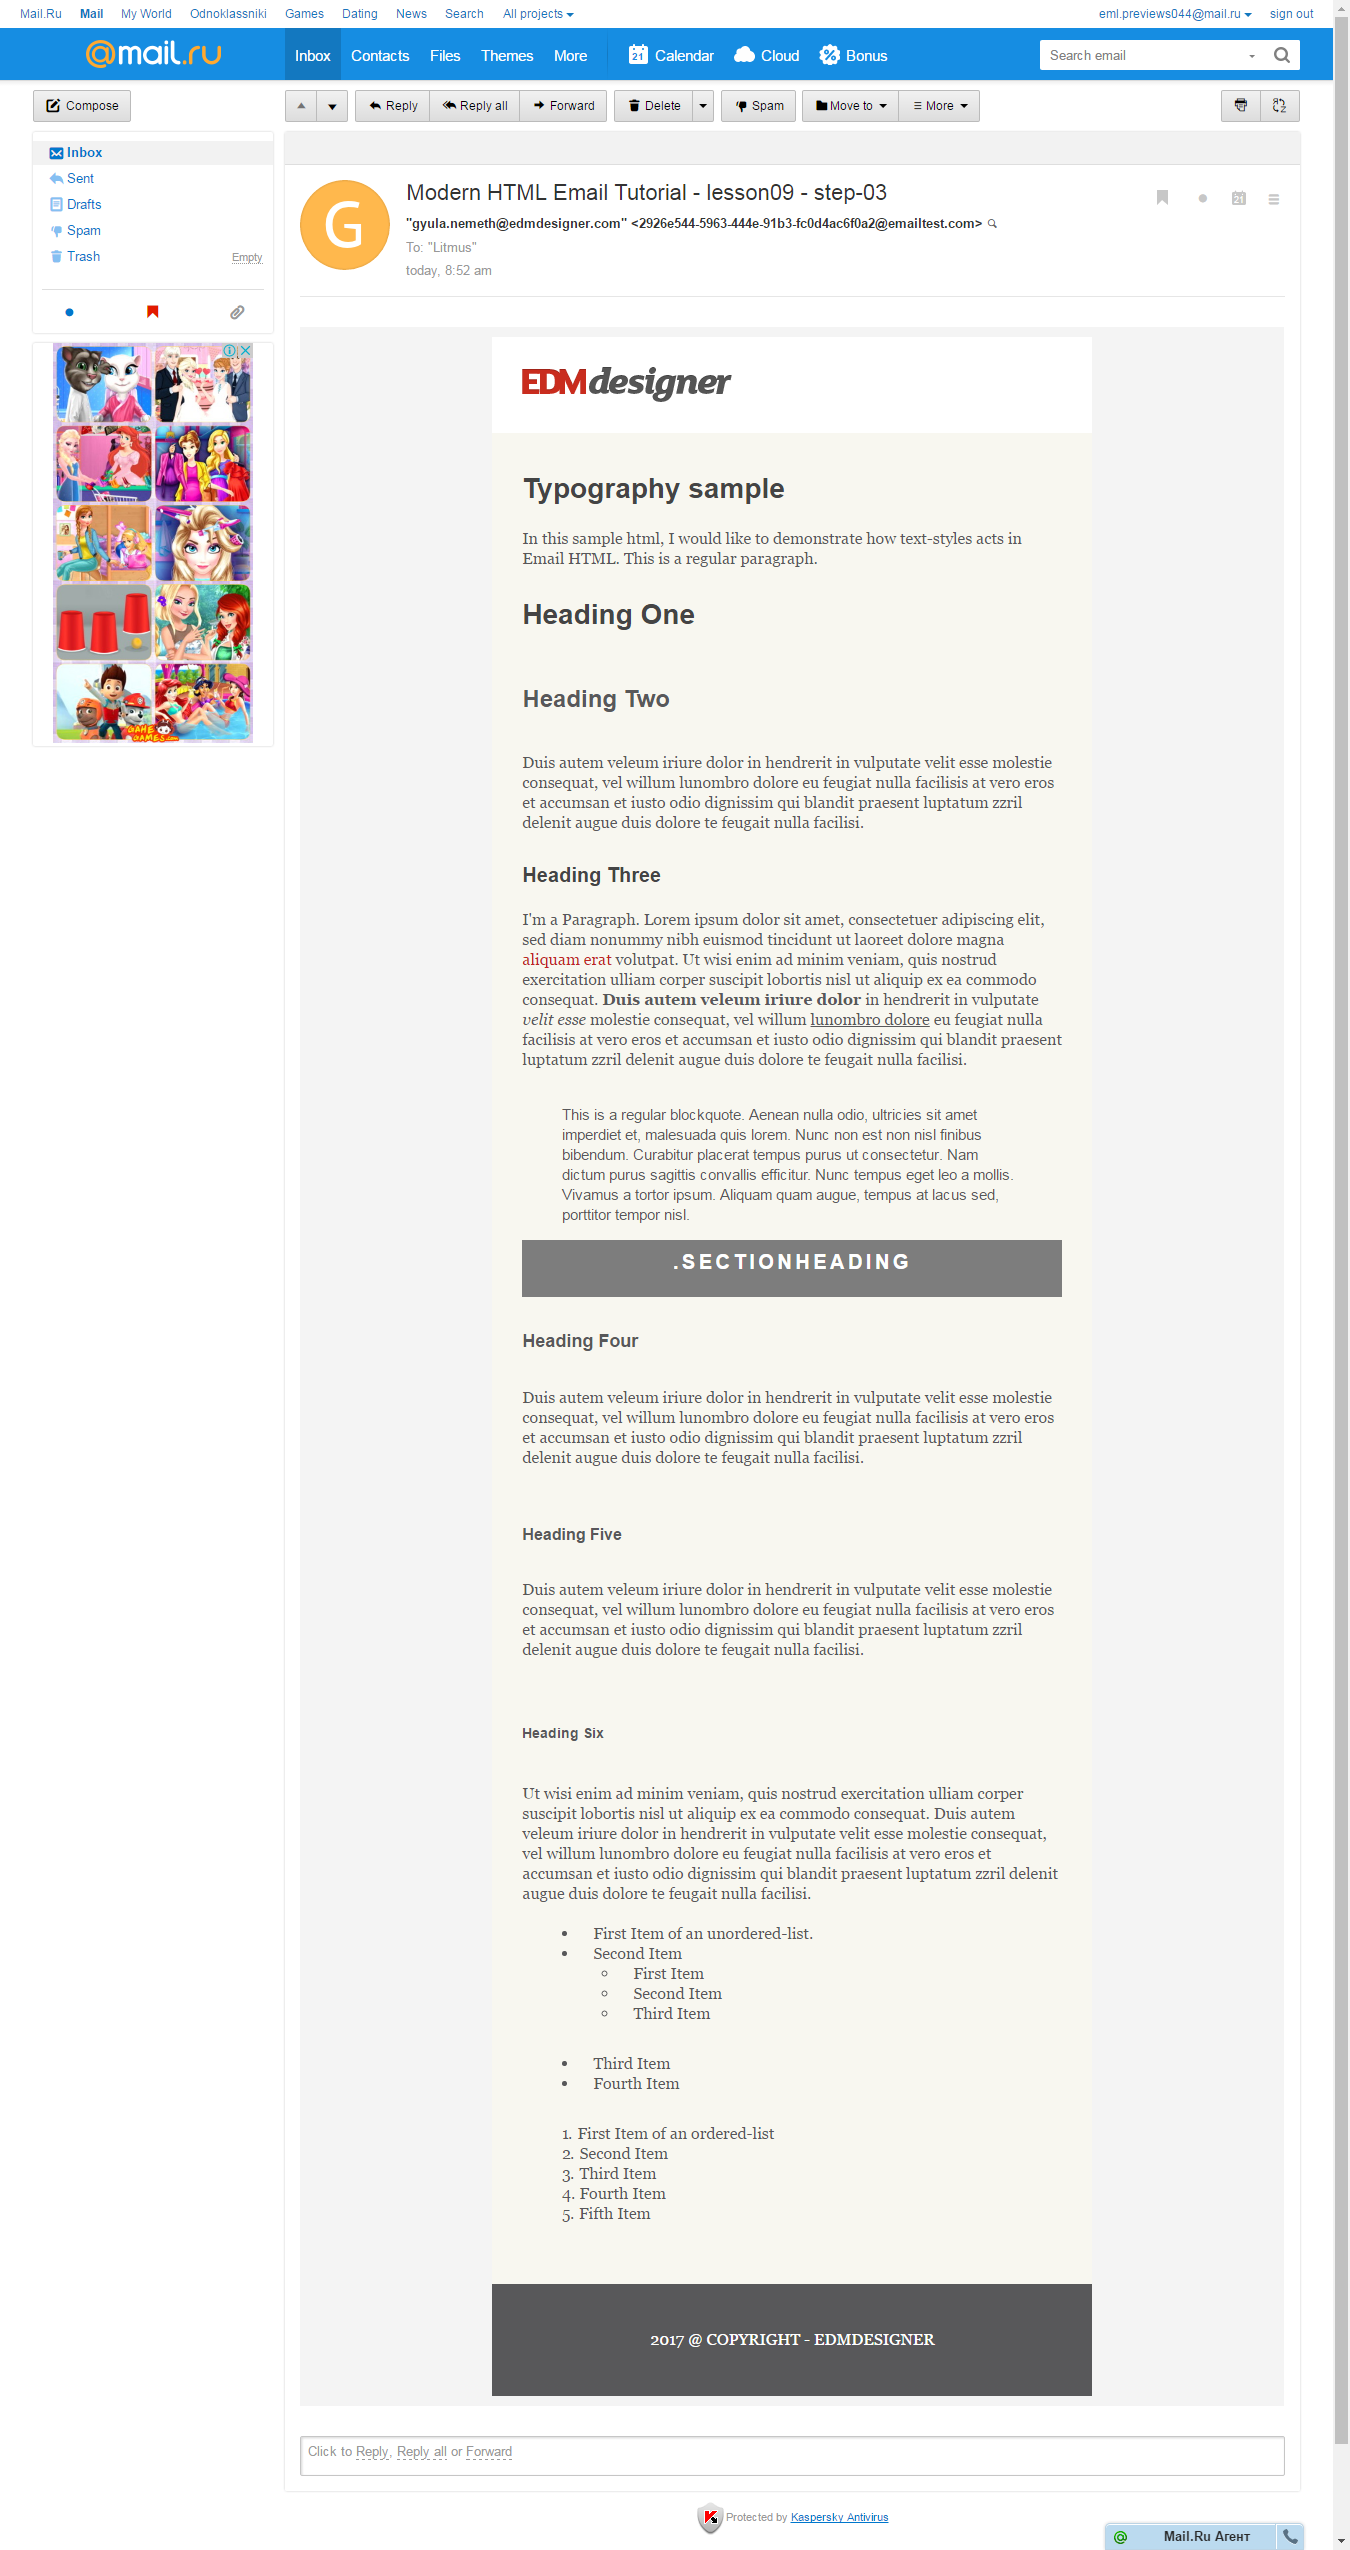 Mail.Ru Mail My World Odnoklassniki Games Dating News Search All projects eml.previews044@mail.ru sign out
@mail.ru Inbox Contacts Files Themes More 21 Calendar Cloud % Bonus Search email
Compose Reply Reply all Forward Delete Spam Move to More
Inbox
Sent
Drafts
Spam
Trash Empty
G
Modern HTML Email Tutorial - lesson09 - step-03
21
"gyula.nemeth@edmdesigner.com" <2926e544-5963-444e-91b3-fc0d4ac6f0a2@emailtest.com>
To: "Litmus"
today, 8:52 am
GAME
GAMES.com
EDMdesigner
Typography sample
In this sample html, I would like to demonstrate how text-styles acts in
Email HTML. This is a regular paragraph.
Heading One
Heading Two
Duis autem veleum iriure dolor in hendrerit in vulputate velit esse molestie
consequat, vel willum lunombro dolore eu feugiat nulla facilisis at vero eros
et accumsan et iusto odio dignissim qui blandit praesent luptatum zzril
delenit augue duis dolore te feugait nulla facilisi.
Heading Three
I'm a Paragraph. Lorem ipsum dolor sit amet, consectetuer adipiscing elit,
sed diam nonummy nibh euismod tincidunt ut laoreet dolore magna
aliquam erat volutpat. Ut wisi enim ad minim veniam, quis nostrud
exercitation ulliam corper suscipit lobortis nisl ut aliquip ex ea commodo
consequat. Duis autem veleum iriure dolor in hendrerit in vulputate
velit esse molestie consequat, vel willum lunombro dolore eu feugiat nulla
facilisis at vero eros et accumsan et iusto odio dignissim qui blandit praesent
luptatum zzril delenit augue duis dolore te feugait nulla facilisi.
This is a regular blockquote. Aenean nulla odio, ultricies sit amet
imperdiet et, malesuada quis lorem. Nunc non est non nisl finibus
bibendum. Curabitur placerat tempus purus ut consectetur. Nam
dictum purus sagittis convallis efficitur. Nunc tempus eget leo a mollis.
Vivamus a tortor ipsum. Aliquam quam augue, tempus at lacus sed,
porttitor tempor nisl.
.SECTIONHEADING
Heading Four
Duis autem veleum iriure dolor in hendrerit in vulputate velit esse molestie
consequat, vel willum lunombro dolore eu feugiat nulla facilisis at vero eros
et accumsan et iusto odio dignissim qui blandit praesent luptatum zzril
delenit augue duis dolore te feugait nulla facilisi.
Heading Five
Duis autem veleum iriure dolor in hendrerit in vulputate velit esse molestie
consequat, vel willum lunombro dolore eu feugiat nulla facilisis at vero eros
et accumsan et iusto odio dignissim qui blandit praesent luptatum zzril
delenit augue duis dolore te feugait nulla facilisi.
Heading Six
Ut wisi enim ad minim veniam, quis nostrud exercitation ulliam corper
suscipit lobortis nisl ut aliquip ex ea commodo consequat. Duis autem
veleum iriure dolor in hendrerit in vulputate velit esse molestie consequat,
vel willum lunombro dolore eu feugiat nulla facilisis at vero eros et
accumsan et iusto odio dignissim qui blandit praesent luptatum zzril delenit
augue duis dolore te feugait nulla facilisi.
• First Item of an unordered-list.
• Second Item
◦ First Item
◦ Second Item
◦ Third Item
• Third Item
• Fourth Item
1. First Item of an ordered-list
2. Second Item
3. Third Item
4. Fourth Item
5. Fifth Item
2017 @ COPYRIGHT - EDMDESIGNER
Click to Reply, Reply all or Forward
Protected by Kaspersky Antivirus
@ Mail.Ru Агент